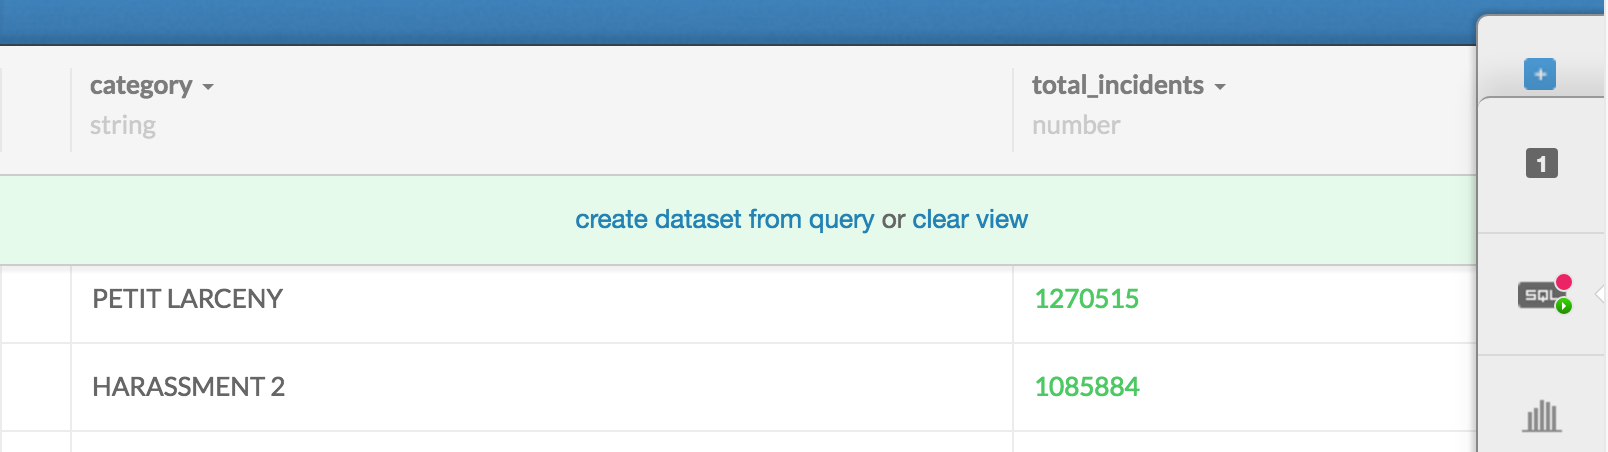 category total_incidents
string number
1
create dataset from query or clear view
SQL
PETIT LARCENY 1270515
HARASSMENT 2 1085884